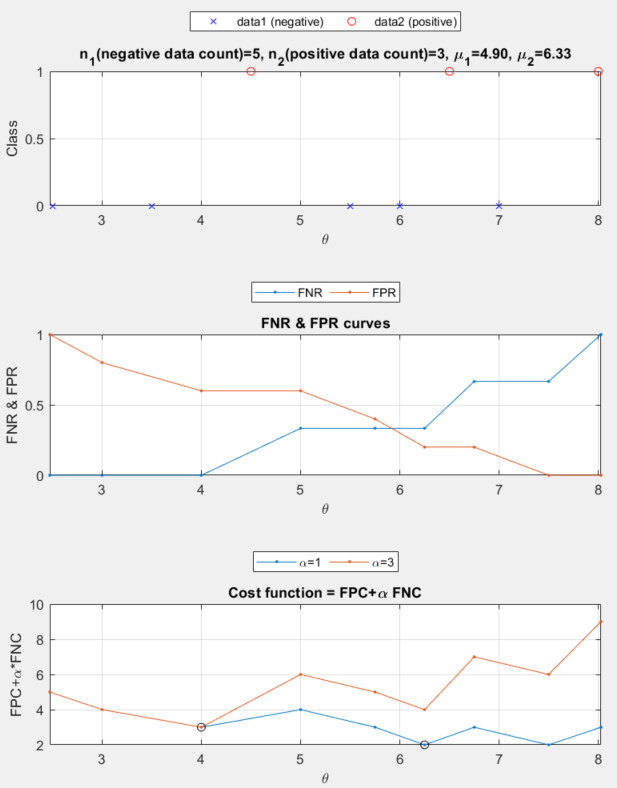 data1 (negative) data2 (positive)
n1(negative data count)=5, n2(positive data count)=3, μ1=4.90, μ2=6.33
1
0.5
0
Class
3 4 5 6 7 8
θ
FNR FPR
FNR & FPR curves
1
0.5
0
FNR & FPR
3 4 5 6 7 8
θ
α=1 α=3
Cost function = FPC+α FNC
10
8
6
4
2
FPC+α*FNC
3 4 5 6 7 8
θ